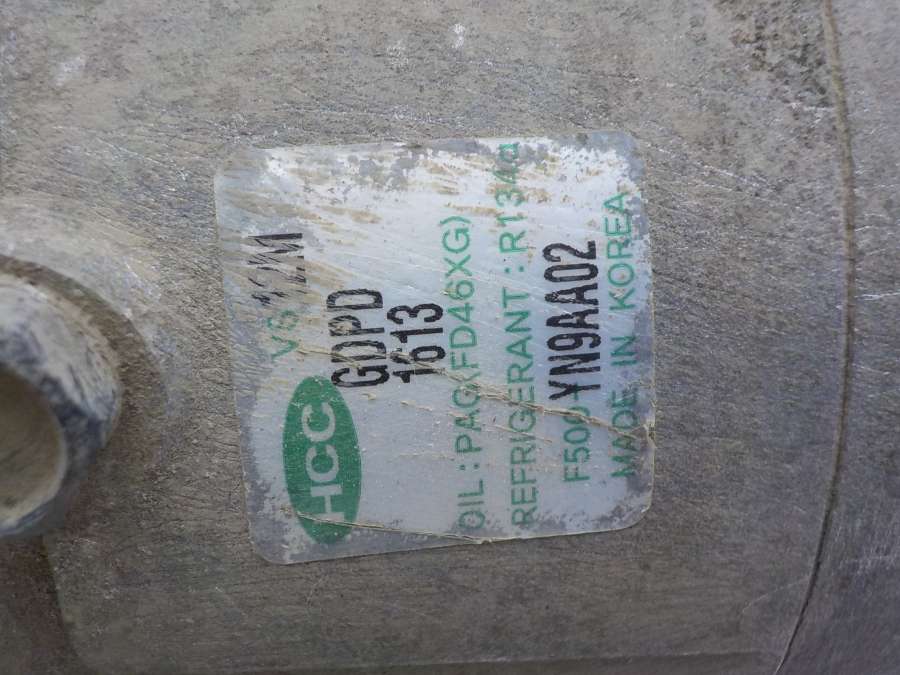 HCC
VS 12M
GDPD
1613
OIL : PAG(FD46XG)
REFRIGERANT : R134a
F500-YN9AA02
MADE IN KOREA